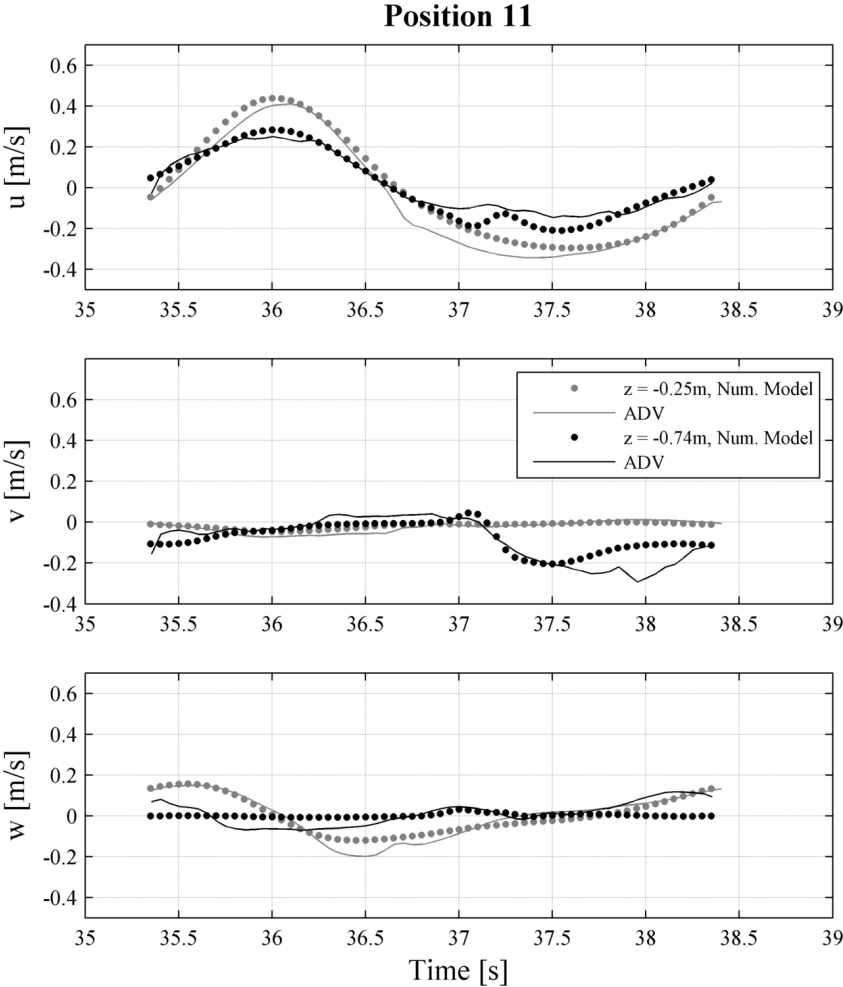 Position 11
0.6
0.4
0.2
0
-0.2
-0.4
u [m/s]
35 35.5 36 36.5 37 37.5 38 38.5 39
0.6
0.4
0.2
0
-0.2
-0.4
v [m/s]
z = -0.25m, Num. Model
ADV
z = -0.74m, Num. Model
ADV
35 35.5 36 36.5 37 37.5 38 38.5 39
0.6
0.4
0.2
0
-0.2
-0.4
w [m/s]
35 35.5 36 36.5 37 37.5 38 38.5 39
Time [s]